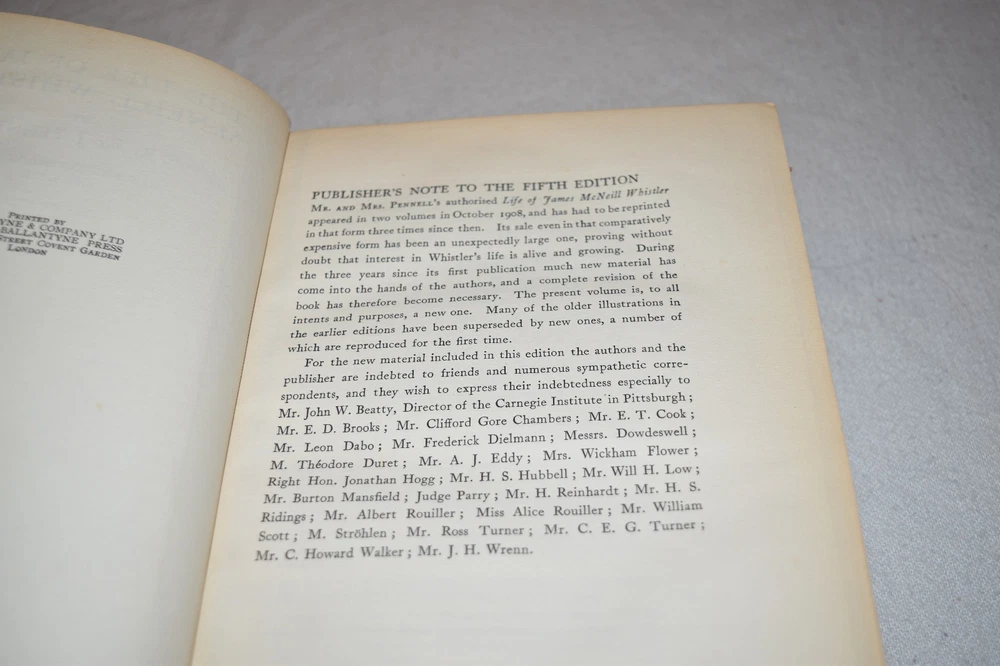 PRINTED BY
YNE & COMPANY LTD
BALLANTYNE PRESS
STREET COVENT GARDEN
LONDON
PUBLISHER'S NOTE TO THE FIFTH EDITION
MR. AND MRS. PENNELL's authorised Life of James McNeill Whistler
appeared in two volumes in October 1908, and has had to be reprinted
in that form three times since then. Its sale even in that comparatively
expensive form has been an unexpectedly large one, proving without
doubt that interest in Whistler's life is alive and growing. During
the three years since its first publication much new material has
come into the hands of the authors, and a complete revision of the
book has therefore become necessary. The present volume is, to all
intents and purposes, a new one. Many of the older illustrations in
the earlier editions have been superseded by new ones, a number of
which are reproduced for the first time.
For the new material included in this edition the authors and the
publisher are indebted to friends and numerous sympathetic corre-
spondents, and they wish to express their indebtedness especially to
Mr. John W. Beatty, Director of the Carnegie Institute in Pittsburgh ;
Mr. E. D. Brooks ; Mr. Clifford Gore Chambers ; Mr. E. T. Cook ;
Mr. Leon Dabo ; Mr. Frederick Dielmann ; Messrs. Dowdeswell ;
M. Théodore Duret ; Mr. A. J. Eddy ; Mrs. Wickham Flower ;
Right Hon. Jonathan Hogg ; Mr. H. S. Hubbell ; Mr. Will H. Low ;
Mr. Burton Mansfield ; Judge Parry ; Mr. H. Reinhardt ; Mr. H. S.
Ridings ; Mr. Albert Rouiller ; Miss Alice Rouiller ; Mr. William
Scott ; M. Ströhlen ; Mr. Ross Turner ; Mr. C. E. G. Turner ;
Mr. C. Howard Walker ; Mr. J. H. Wrenn.